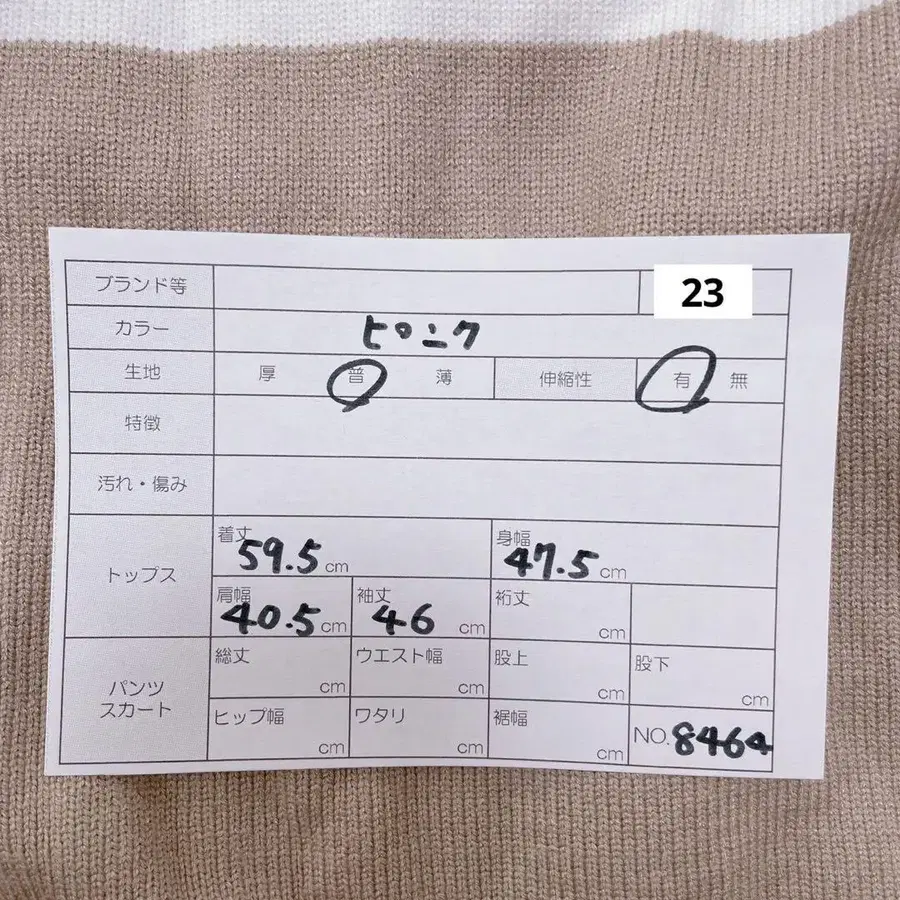 ブランド等 23
カラー ピンク
生地 厚 普 薄 伸縮性 有 無
特徴
汚れ・傷み
トップス 着丈 59.5 cm 身幅 47.5 cm
肩幅 40.5 cm 袖丈 46 cm 裄丈 cm
パンツ スカート 総丈 cm ウエスト幅 cm 股上 cm 股下 cm
ヒップ幅 cm ワタリ cm 裾幅 cm NO. 8464